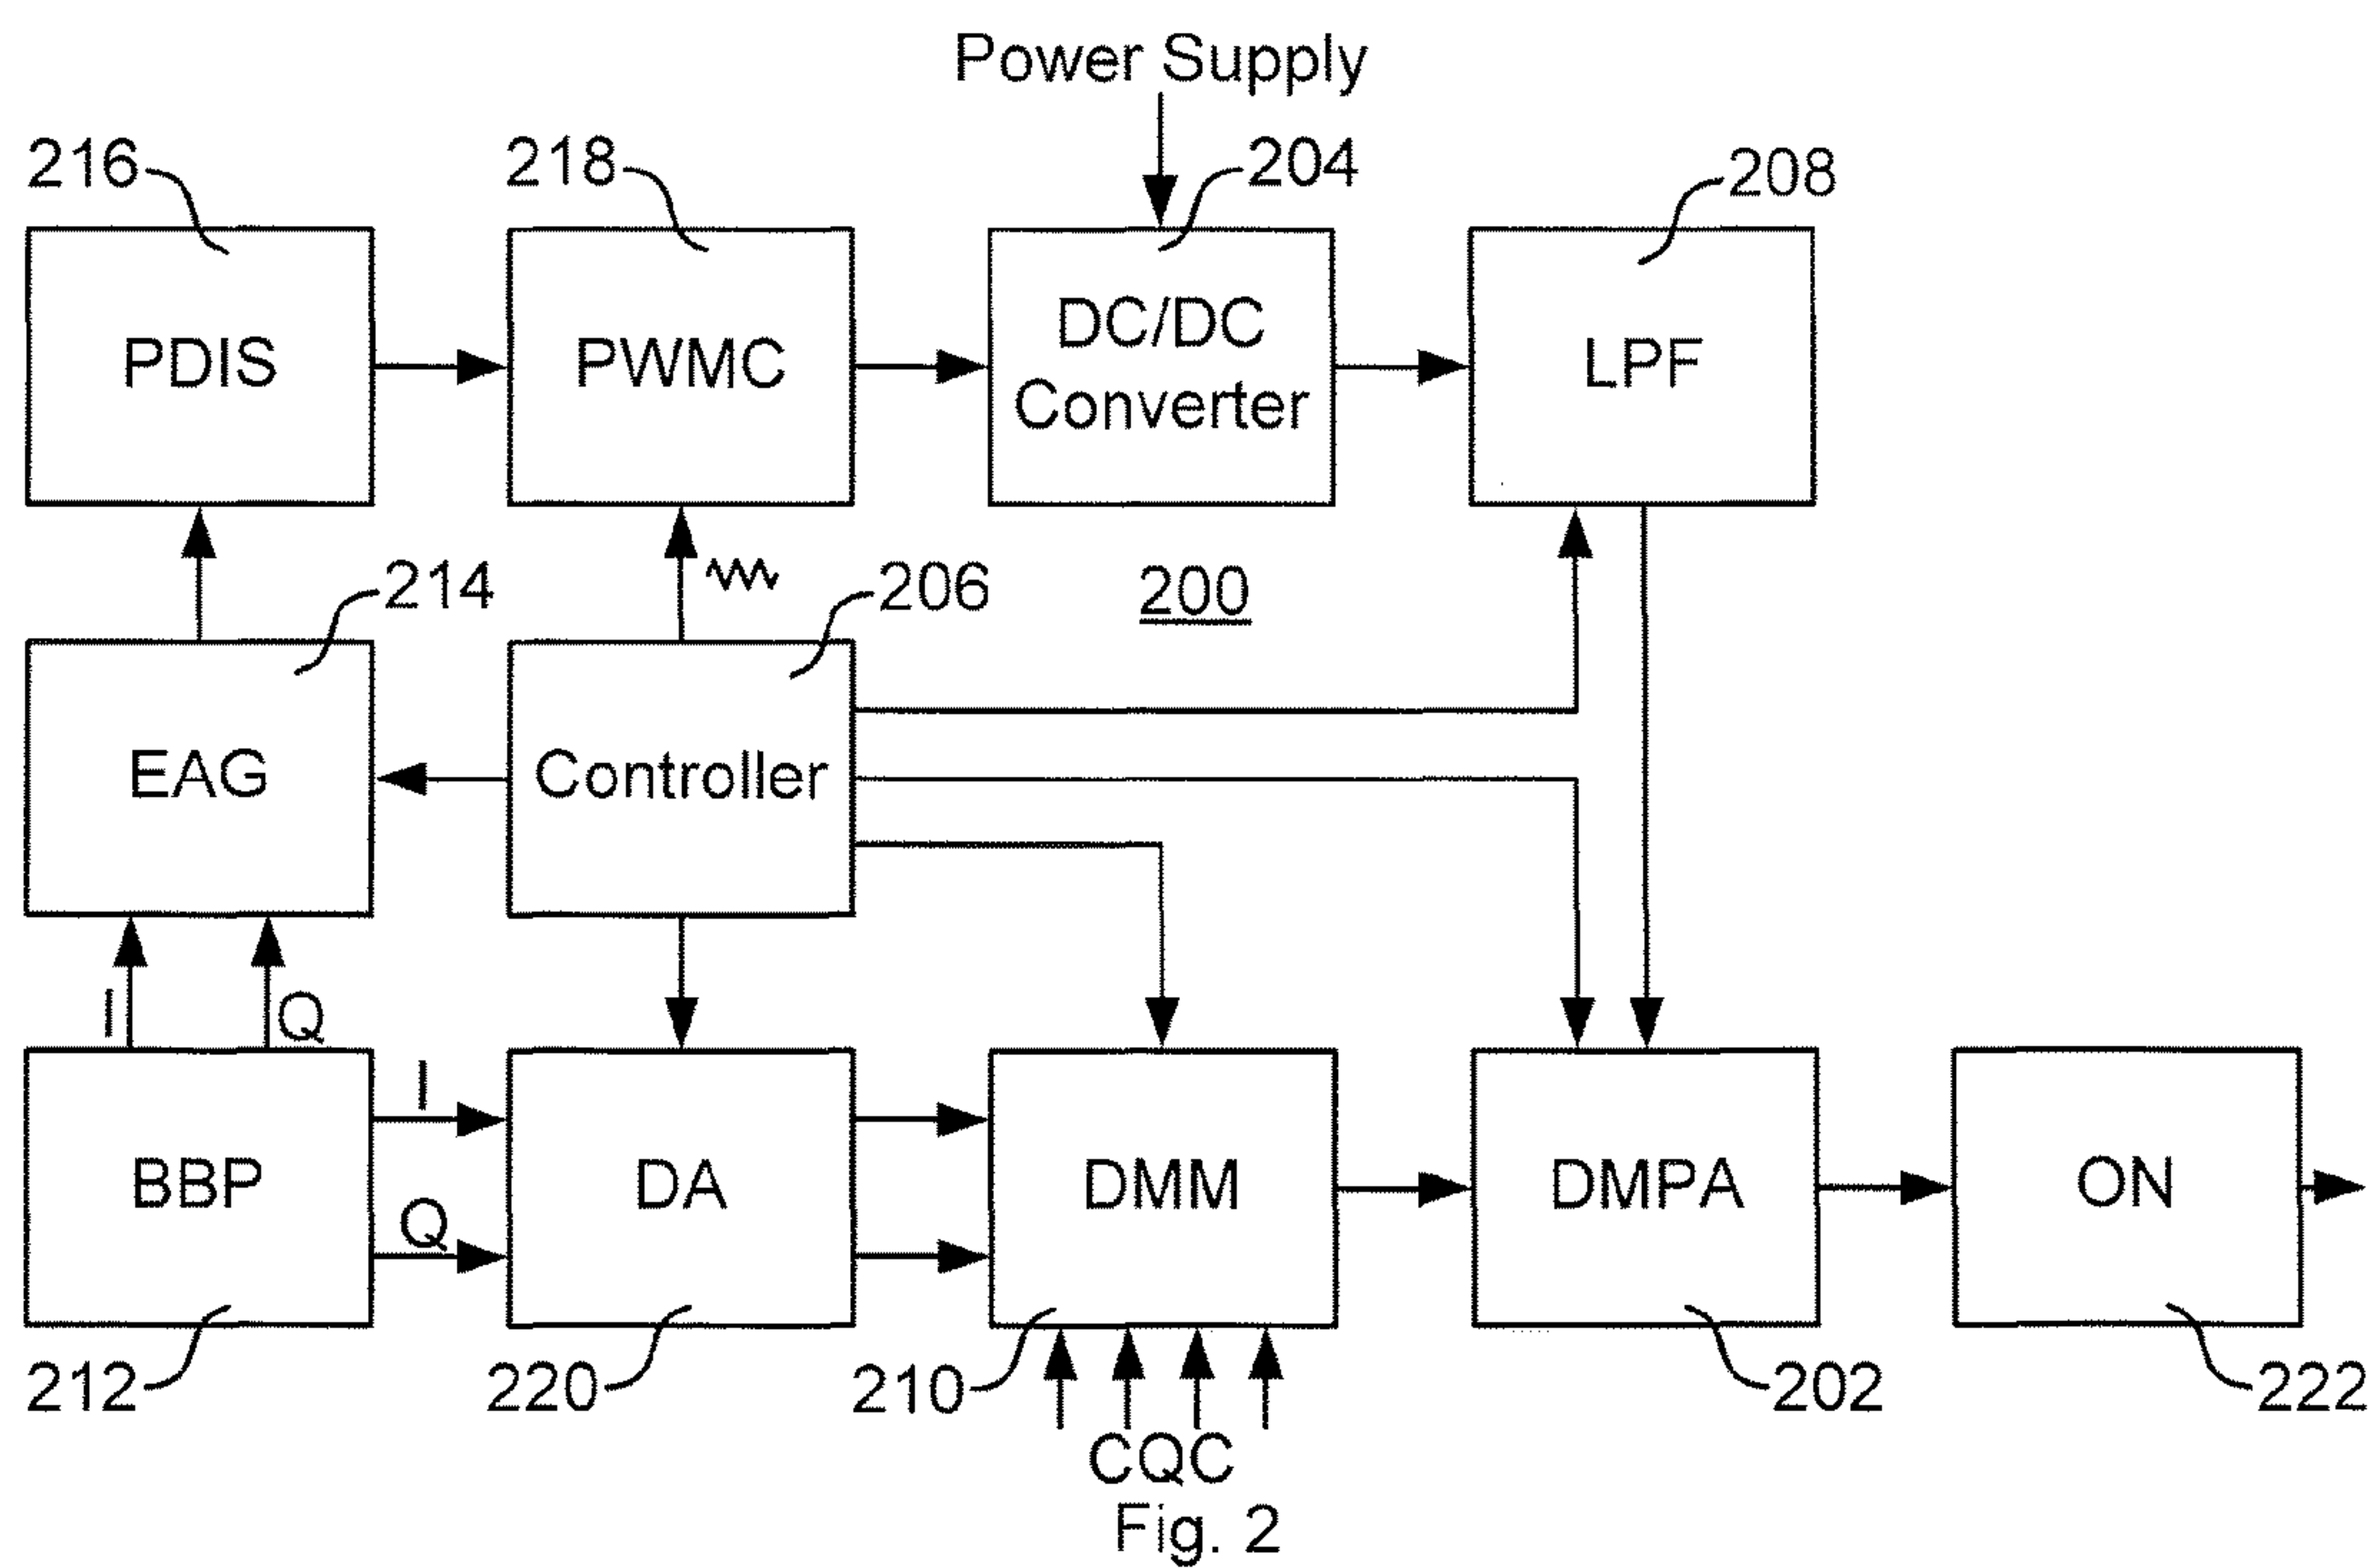 Power Supply
216
218
204
208
PDIS
PWMC
DC/DC
Converter
LPF
214
206
200
EAG
Controller
I
Q
I
Q
BBP
DA
DMM
DMPA
ON
212
220
210
202
222
CQC
Fig. 2